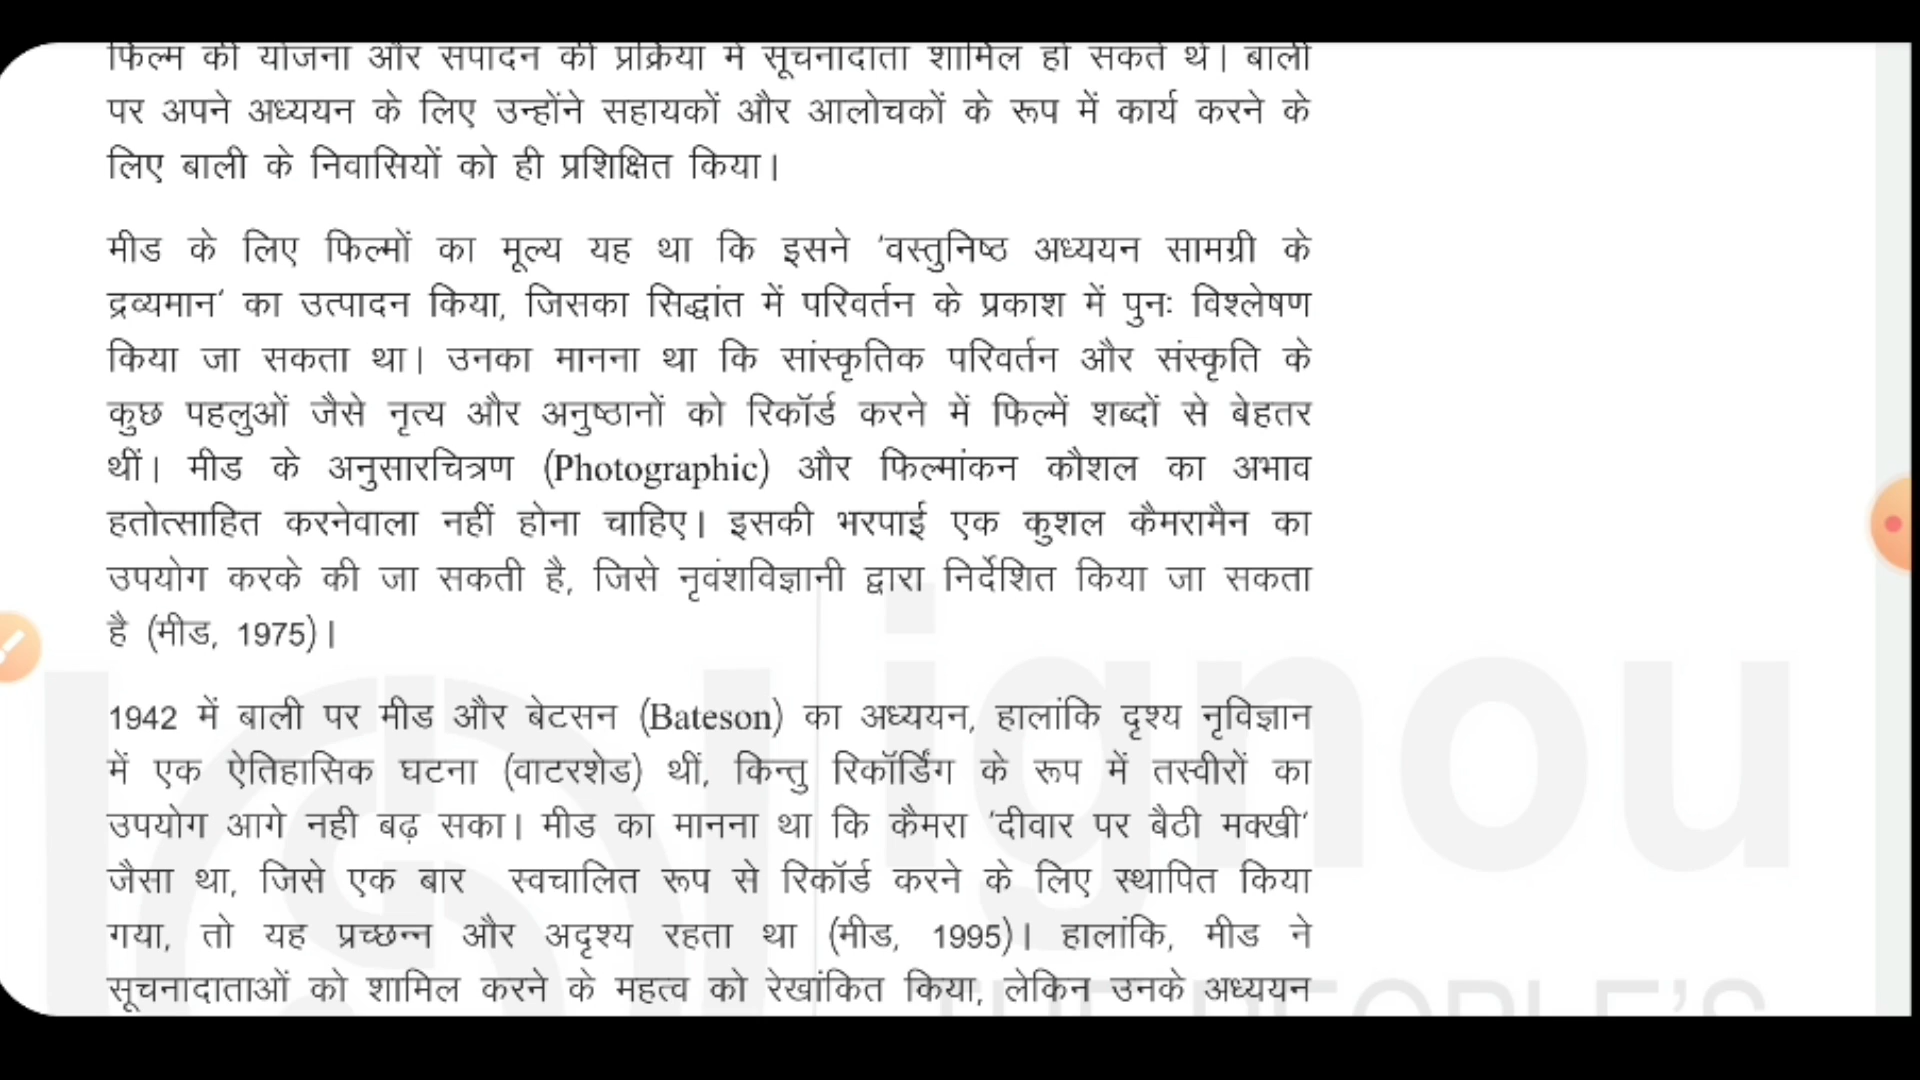 फिल्म की योजना और संपादन की प्रक्रिया में सूचनादाता शामिल हो सकते थे। बाली
पर अपने अध्ययन के लिए उन्होंने सहायकों और आलोचकों के रूप में कार्य करने के
लिए बाली के निवासियों को ही प्रशिक्षित किया।
मीड के लिए फिल्मों का मूल्य यह था कि इसने ‘वस्तुनिष्ठ अध्ययन सामग्री के
द्रव्यमान’ का उत्पादन किया, जिसका सिद्धांत में परिवर्तन के प्रकाश में पुनः विश्लेषण
किया जा सकता था। उनका मानना था कि सांस्कृतिक परिवर्तन और संस्कृति के
कुछ पहलुओं जैसे नृत्य और अनुष्ठानों को रिकॉर्ड करने में फिल्में शब्दों से बेहतर
थीं। मीड के अनुसारचित्रण (Photographic) और फिल्मांकन कौशल का अभाव
हतोत्साहित करनेवाला नहीं होना चाहिए। इसकी भरपाई एक कुशल कैमरामैन का
उपयोग करके की जा सकती है, जिसे नृवंशविज्ञानी द्वारा निर्देशित किया जा सकता
है (मीड, 1975)।
1942 में बाली पर मीड और बेटसन (Bateson) का अध्ययन, हालांकि दृश्य नृविज्ञान
में एक ऐतिहासिक घटना (वाटरशेड) थीं, किन्तु रिकॉर्डिंग के रूप में तस्वीरों का
उपयोग आगे नही बढ़ सका। मीड का मानना था कि कैमरा ‘दीवार पर बैठी मक्खी’
जैसा था, जिसे एक बार स्वचालित रूप से रिकॉर्ड करने के लिए स्थापित किया
गया, तो यह प्रच्छन्न और अदृश्य रहता था (मीड, 1995)। हालांकि, मीड ने
सूचनादाताओं को शामिल करने के महत्व को रेखांकित किया, लेकिन उनके अध्ययन
ignou
THE PEOPLE’S